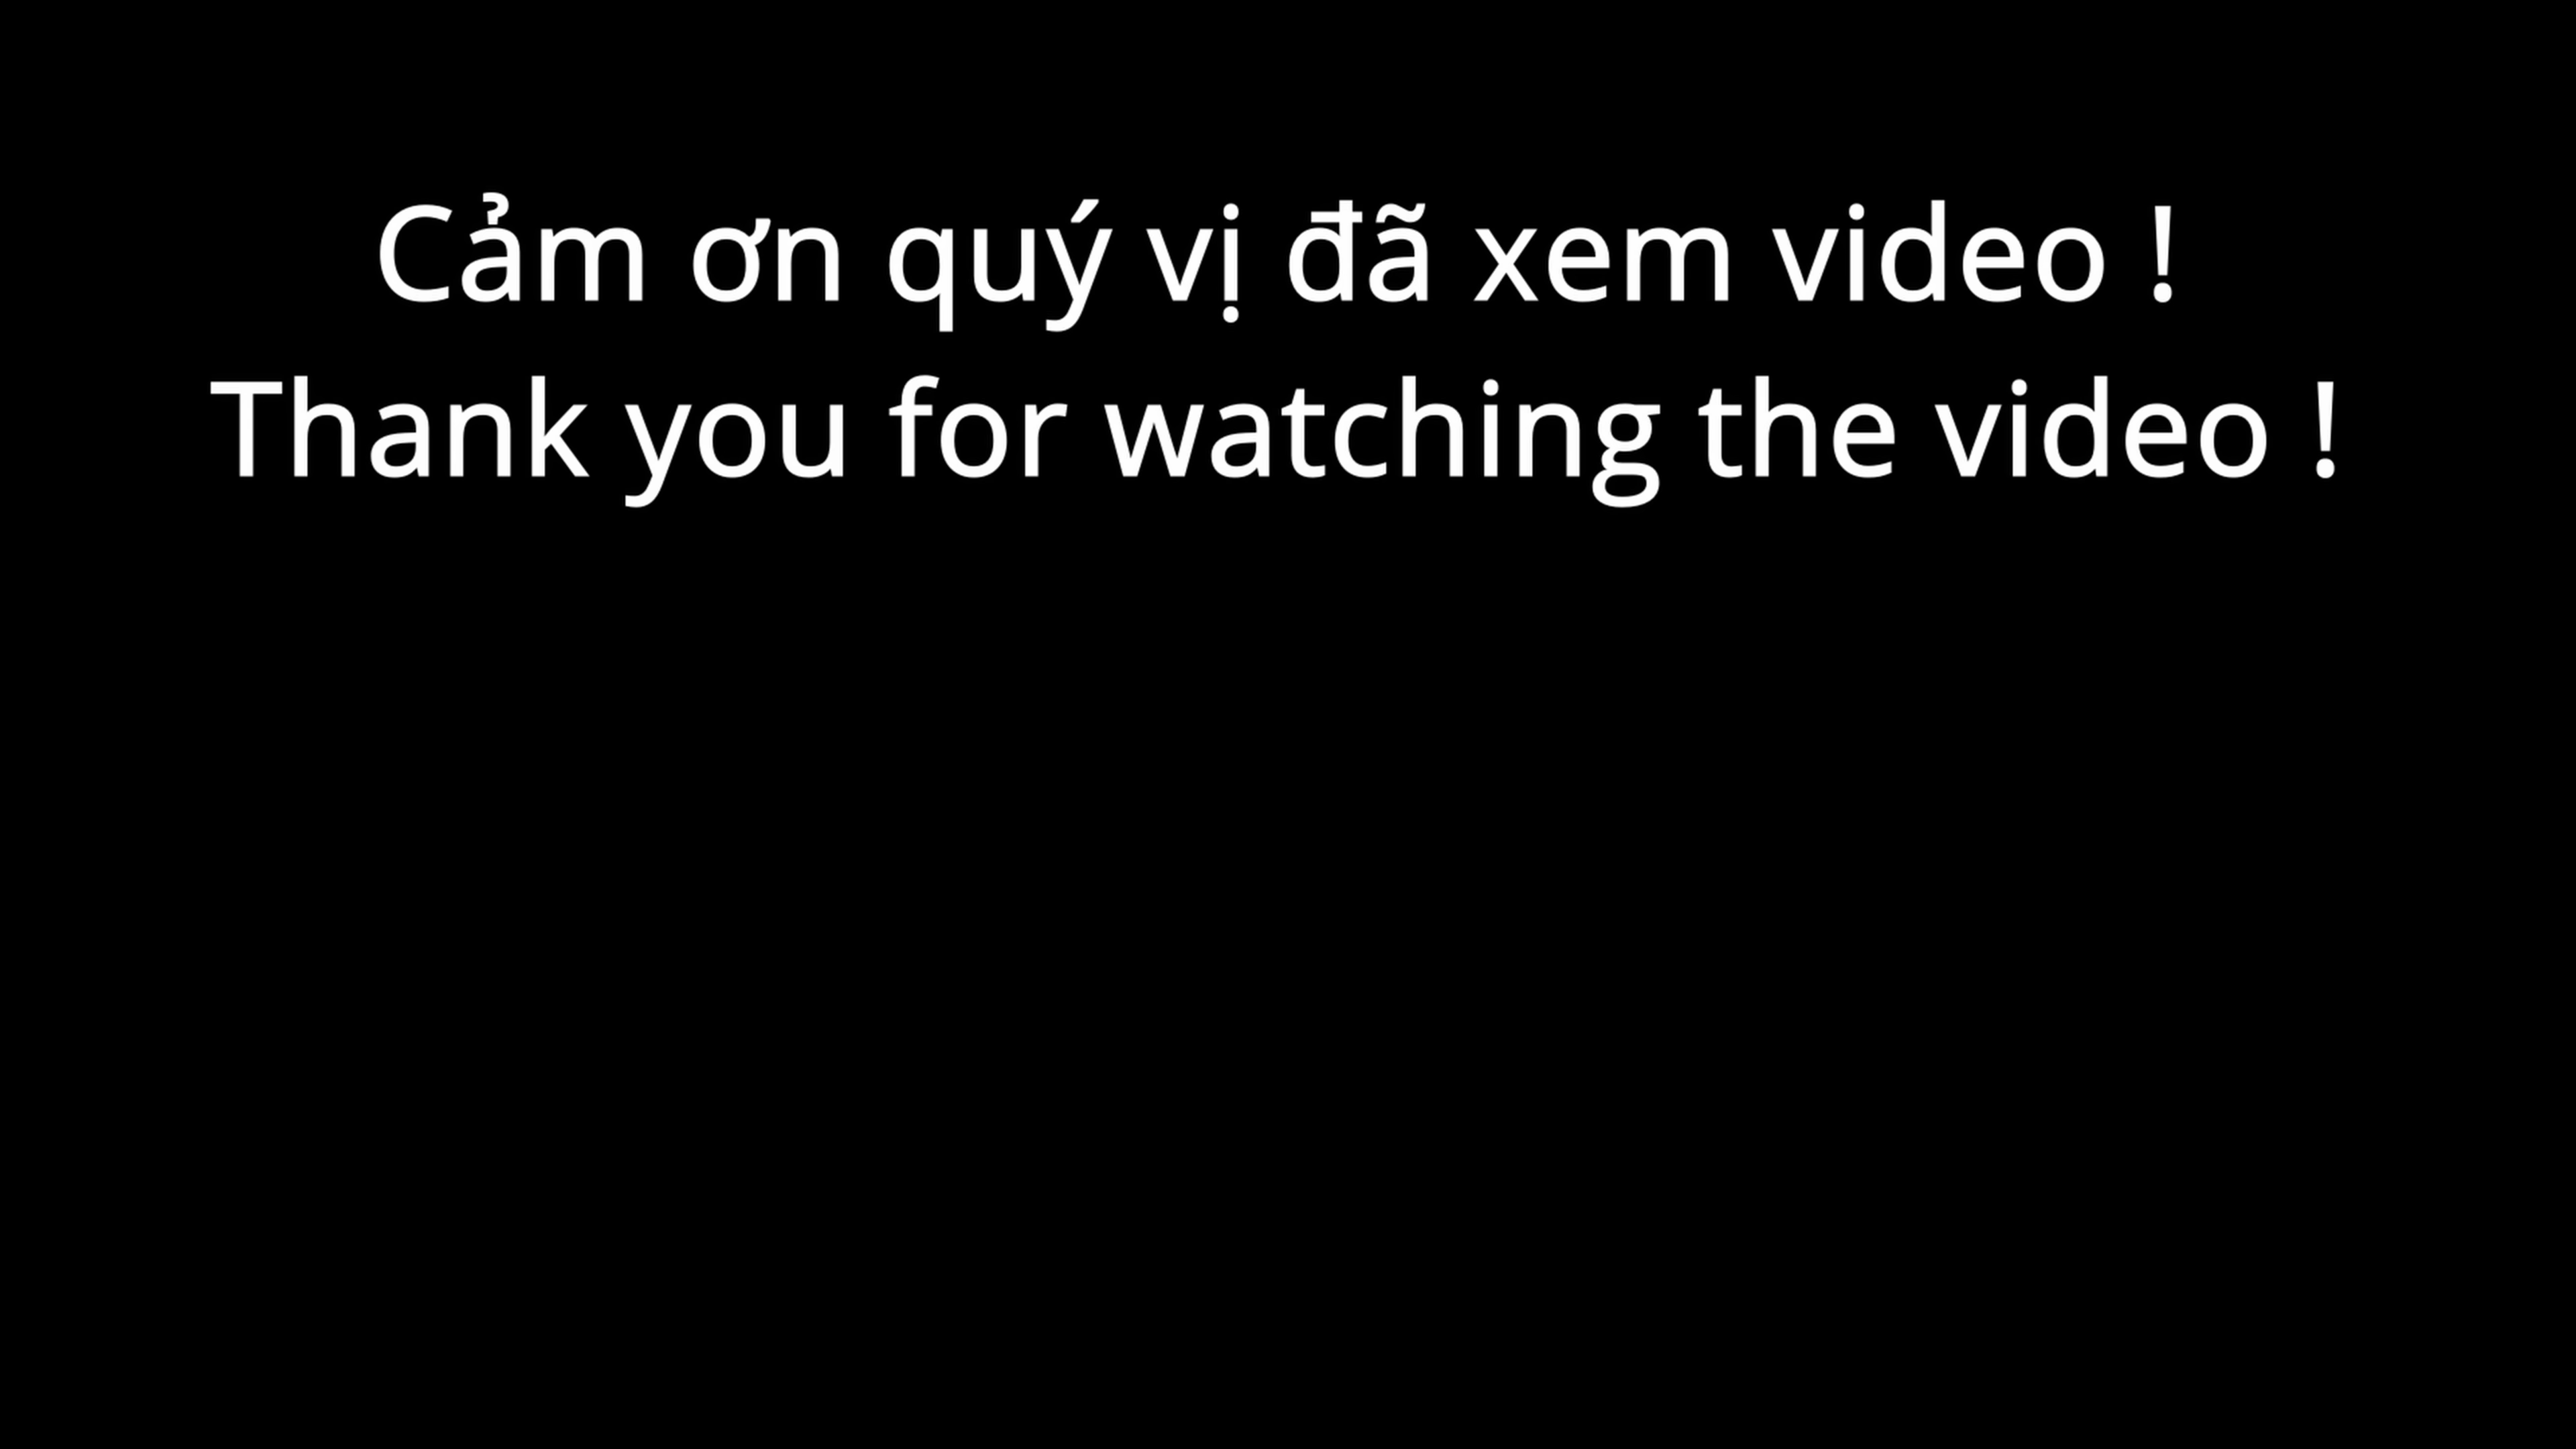 Cảm ơn quý vị đã xem video !
Thank you for watching the video !